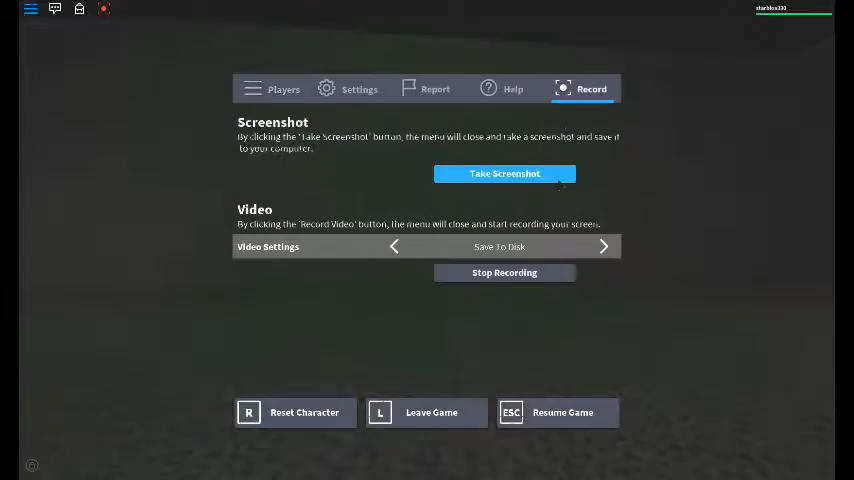 starblox330
Players Settings Report Help Record
Screenshot
By clicking the 'Take Screenshot' button, the menu will close and take a screenshot and save it
to your computer.
Take Screenshot
Video
By clicking the 'Record Video' button, the menu will close and start recording your screen.
Video Settings Save To Disk
Stop Recording
R Reset Character L Leave Game ESC Resume Game